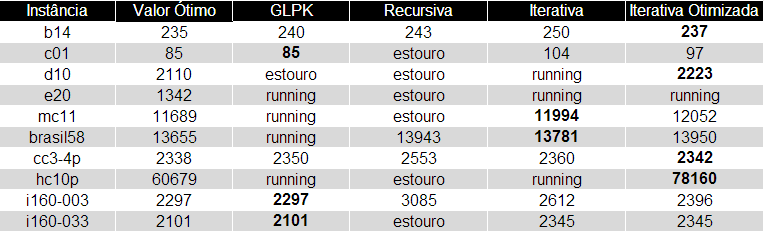 Instância Valor Ótimo GLPK Recursiva Iterativa Iterativa Otimizada
b14 235 240 243 250 237
c01 85 85 estouro 104 97
d10 2110 estouro estouro running 2223
e20 1342 running estouro running running
mc11 11689 running estouro 11994 12052
brasil58 13655 running 13943 13781 13950
cc3-4p 2338 2350 2553 2360 2342
hc10p 60679 running estouro running 78160
i160-003 2297 2297 3085 2612 2396
i160-033 2101 2101 estouro 2345 2345